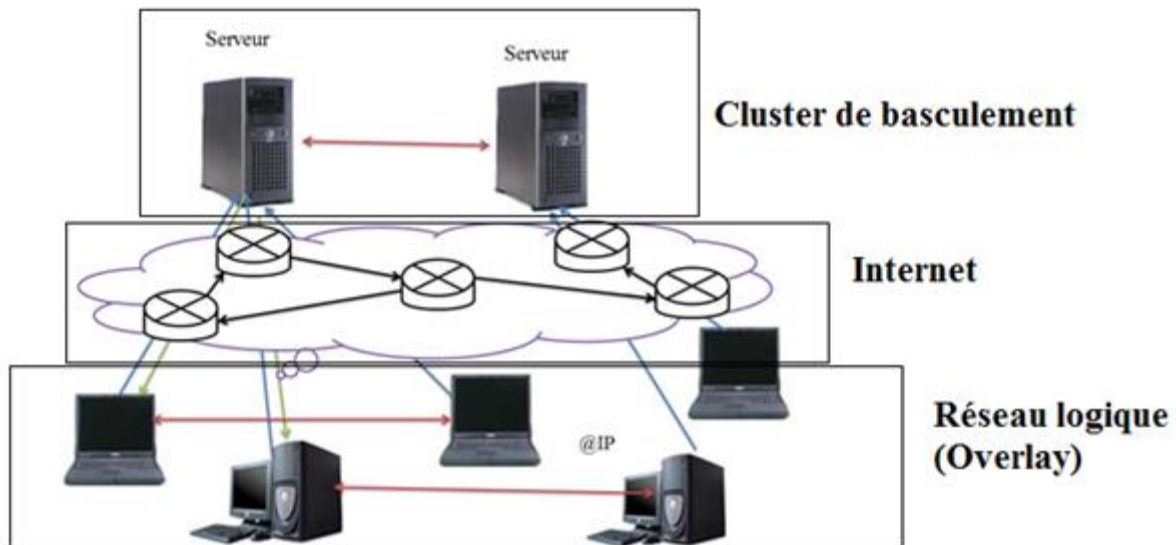 Serveur
Serveur
Cluster de basculement
Internet
@IP
Réseau logique
(Overlay)